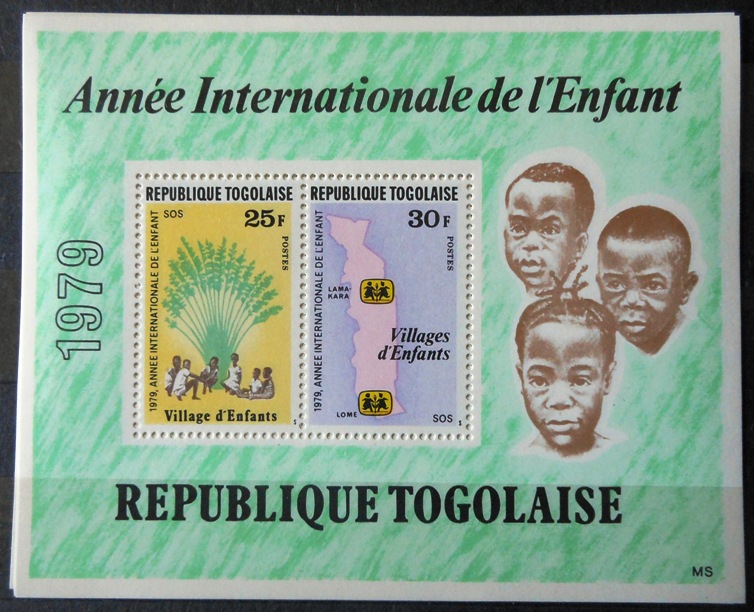 Année Internationale de l'Enfant
1979
REPUBLIQUE TOGOLAISE
SOS
25F
POSTES
1979, ANNEE INTERNATIONALE DE L'ENFANT
Village d'Enfants
S
REPUBLIQUE TOGOLAISE
30F
POSTES
1979, ANNEE INTERNATIONALE DE L'ENFANT
LAMA-
KARA
Villages
d'Enfants
LOME
SOS
S
REPUBLIQUE TOGOLAISE
MS